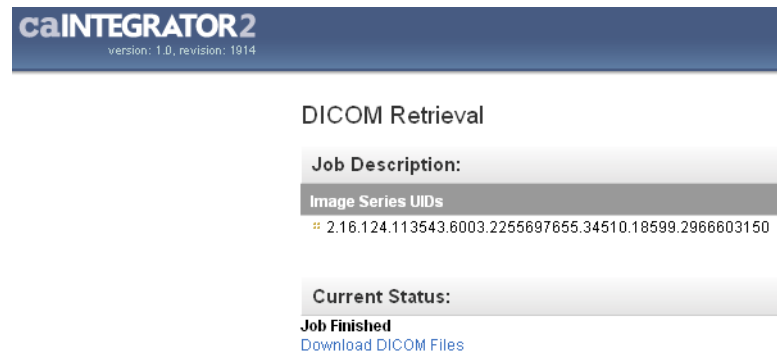 caINTEGRATOR2
version: 1.0, revision: 1914
DICOM Retrieval
Job Description:
Image Series UIDs
2.16.124.113543.6003.2255697655.34510.18599.2966603150
Current Status:
Job Finished
Download DICOM Files